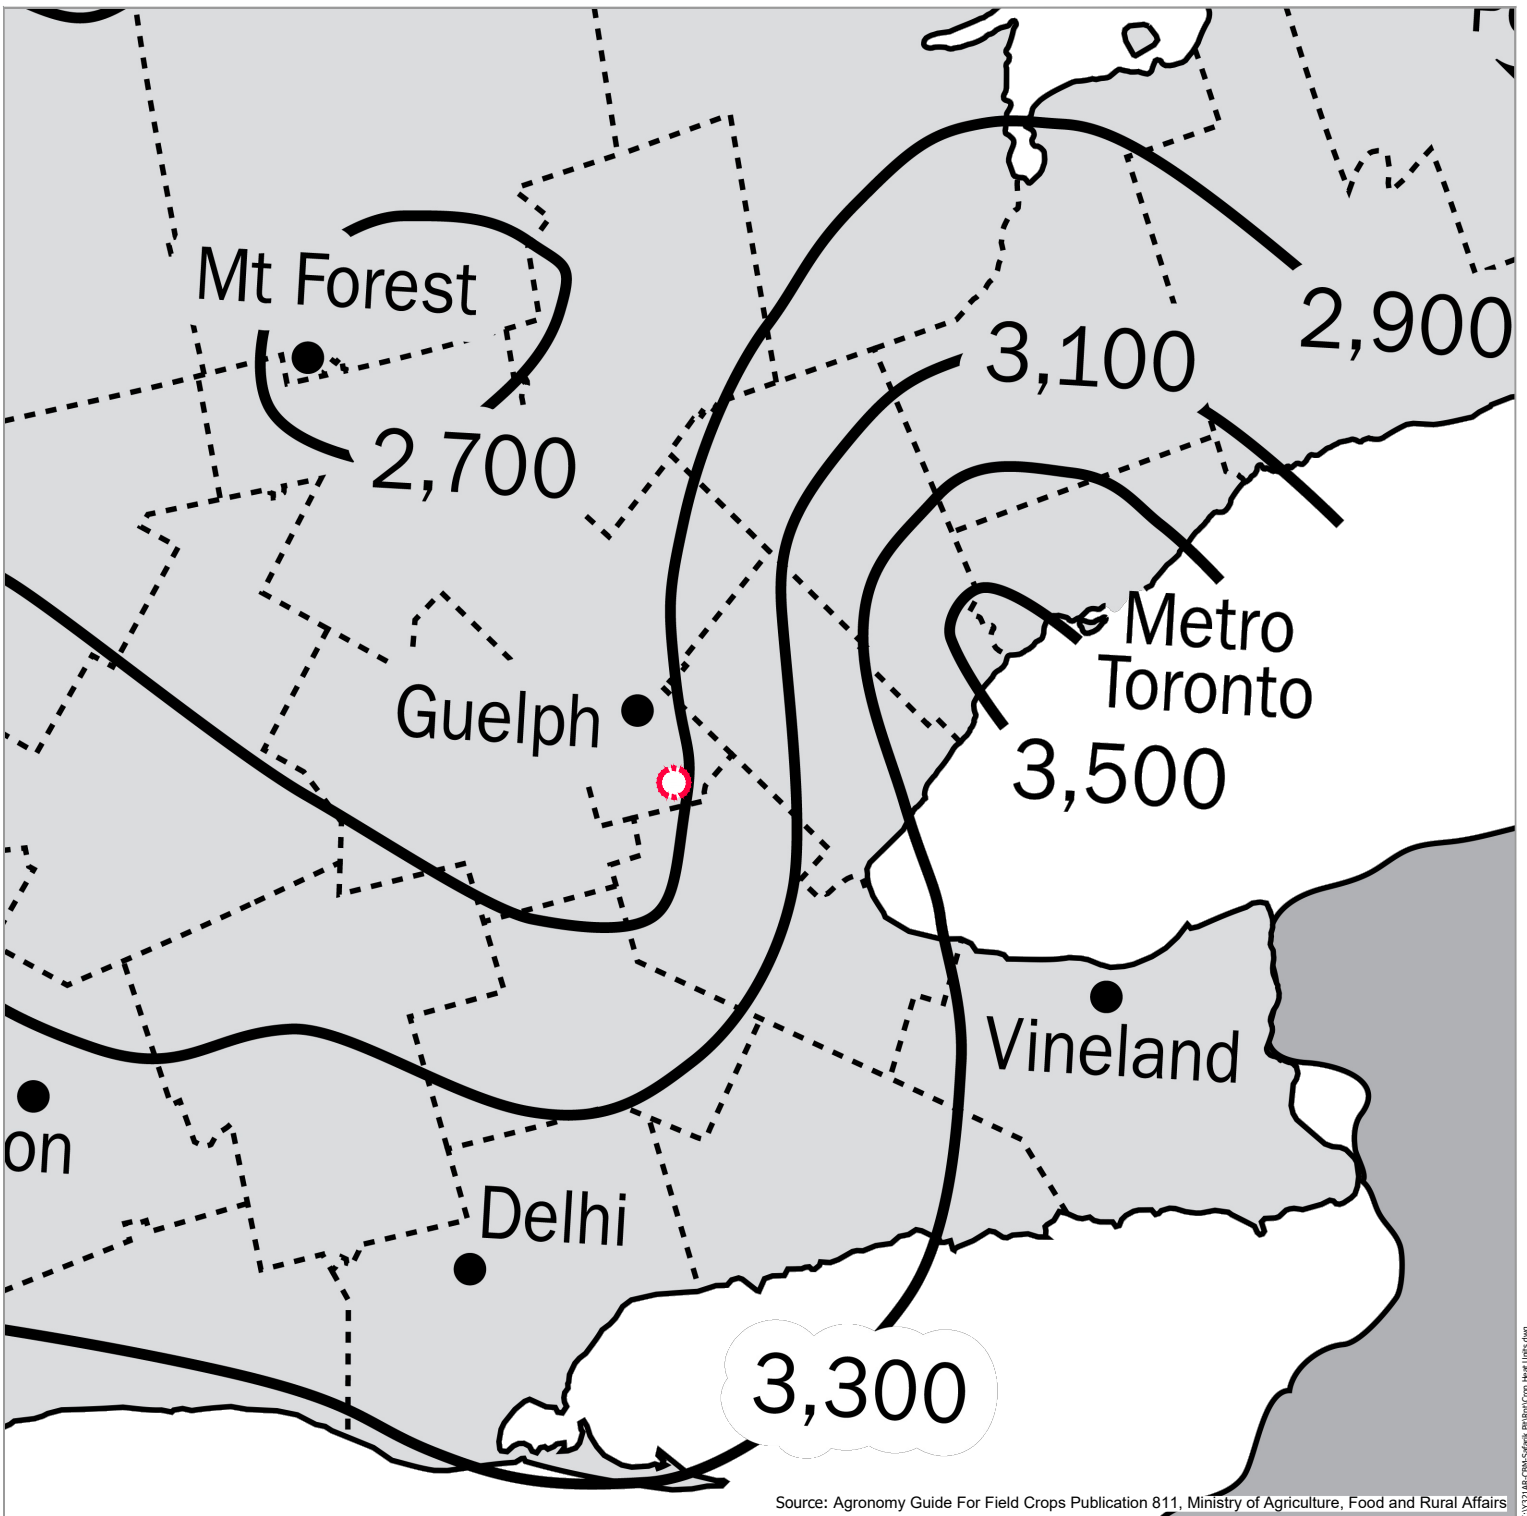 Mt Forest
2,900
3,100
2,700
Metro
Toronto
Guelph
3,500
Vineland
on
Delhi
3,300
Source: Agronomy Guide For Field Crops Publication 811, Ministry of Agriculture, Food and Rural Affairs